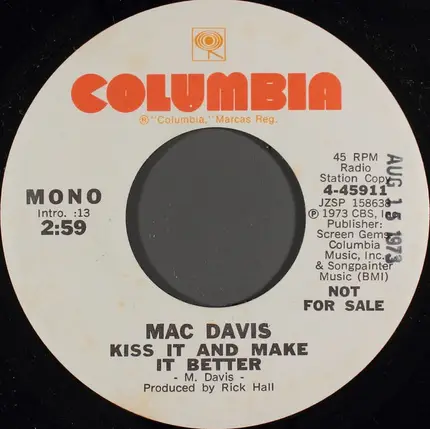 COLUMBIA
® "Columbia," Marcas Reg.
MONO
Intro. :13
2:59
45 RPM
Radio
Station Copy
4-45911
JZSP 15863
℗ 1973 CBS, I
Publisher:
Screen Gems
Columbia
Music, Inc.
& Songpainter
Music (BMI)
NOT
FOR SALE
AUG 15 1973
MAC DAVIS
KISS IT AND MAKE
IT BETTER
- M. Davis -
Produced by Rick Hall